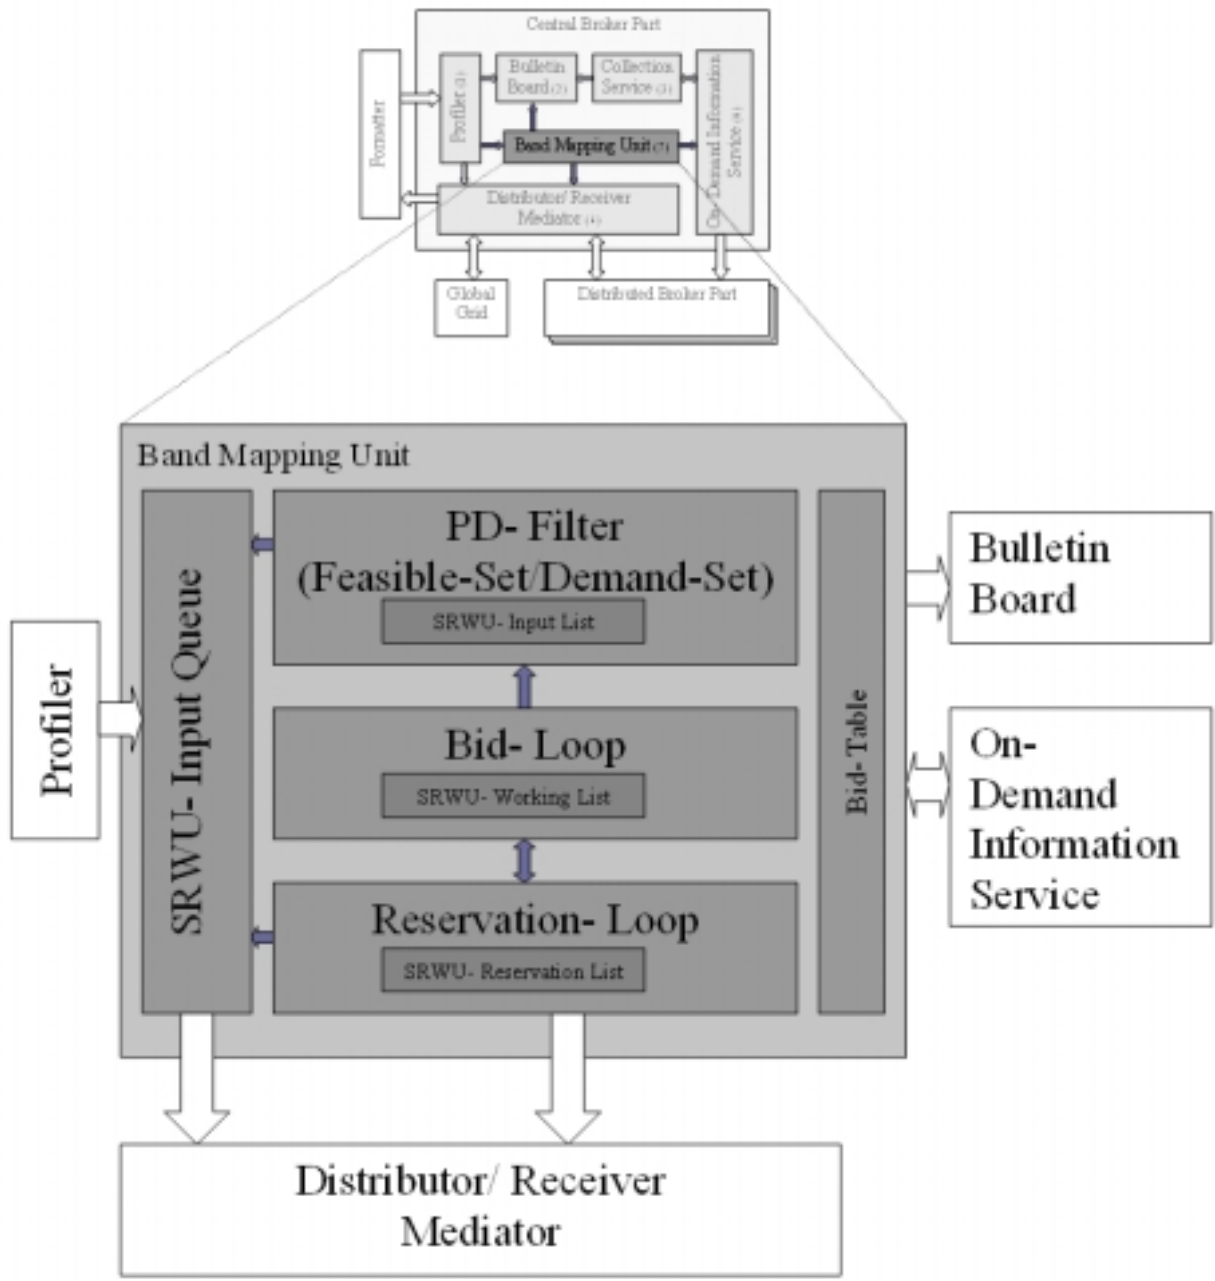 Central Broker Part
Formatter
Profiler (1)
Bulletin
Board (2)
Collection
Service (3)
On- Demand Information
Service (6)
Band Mapping Unit (7)
Distributor/ Receiver
Mediator (4)
Global
Grid
Distributed Broker Part
Band Mapping Unit
Profiler
SRWU- Input Queue
PD- Filter
(Feasible-Set/Demand-Set)
SRWU- Input List
Bid- Loop
SRWU- Working List
Reservation- Loop
SRWU- Reservation List
Bid- Table
Bulletin
Board
On-
Demand
Information
Service
Distributor/ Receiver
Mediator